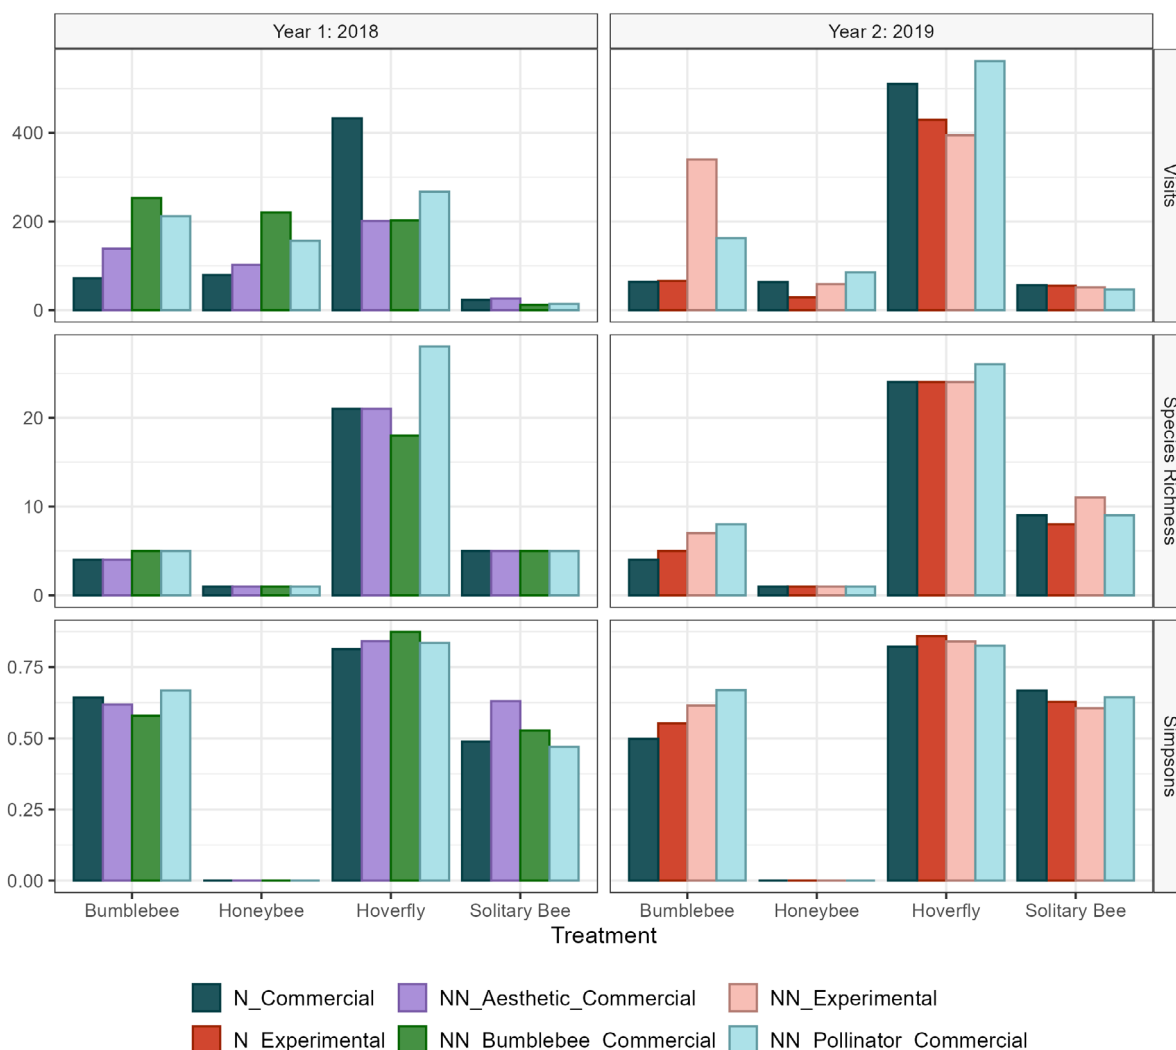 Year 1: 2018 Year 2: 2019
400
200
0
Visits
20
10
0
Species Richness
0.75
0.50
0.25
0.00
Simpsons
Bumblebee Honeybee Hoverfly Solitary Bee Bumblebee Honeybee Hoverfly Solitary Bee
Treatment
N_Commercial NN_Aesthetic_Commercial NN_Experimental
N_Experimental NN_Bumblebee_Commercial NN_Pollinator_Commercial